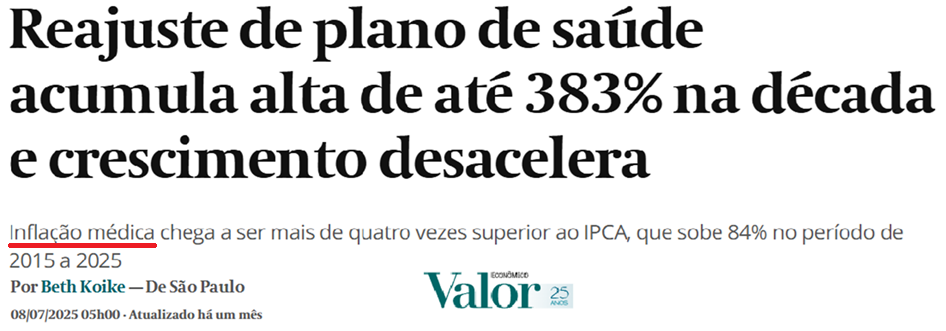 Reajuste de plano de saúde
acumula alta de até 383% na década
e crescimento desacelera
Inflação médica chega a ser mais de quatro vezes superior ao IPCA, que sobe 84% no período de
2015 a 2025
Por Beth Koike — De São Paulo
08/07/2025 05h00 · Atualizado há um mês
ECONÔMICO
Valor
25
ANOS